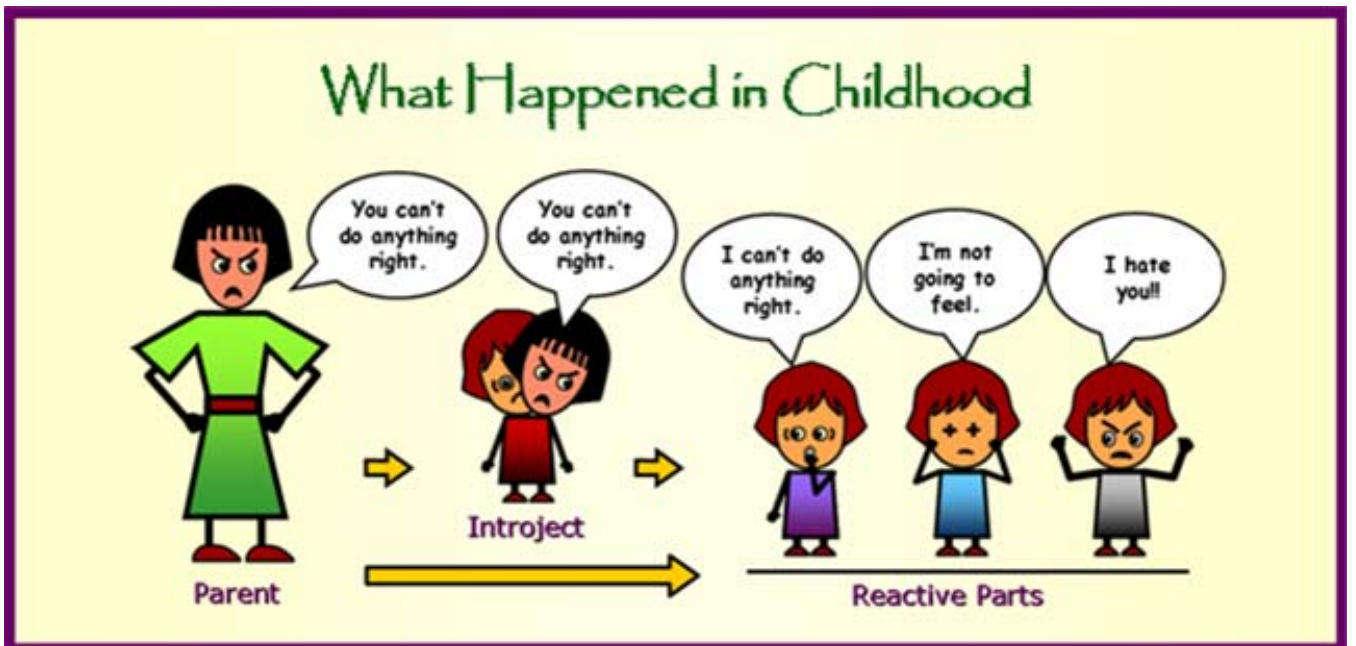 What Happened in Childhood
You can't
do anything
right.
You can't
do anything
right.
I can't do
anything
right.
I'm not
going to
feel.
I hate
you!!
Parent
Introject
Reactive Parts